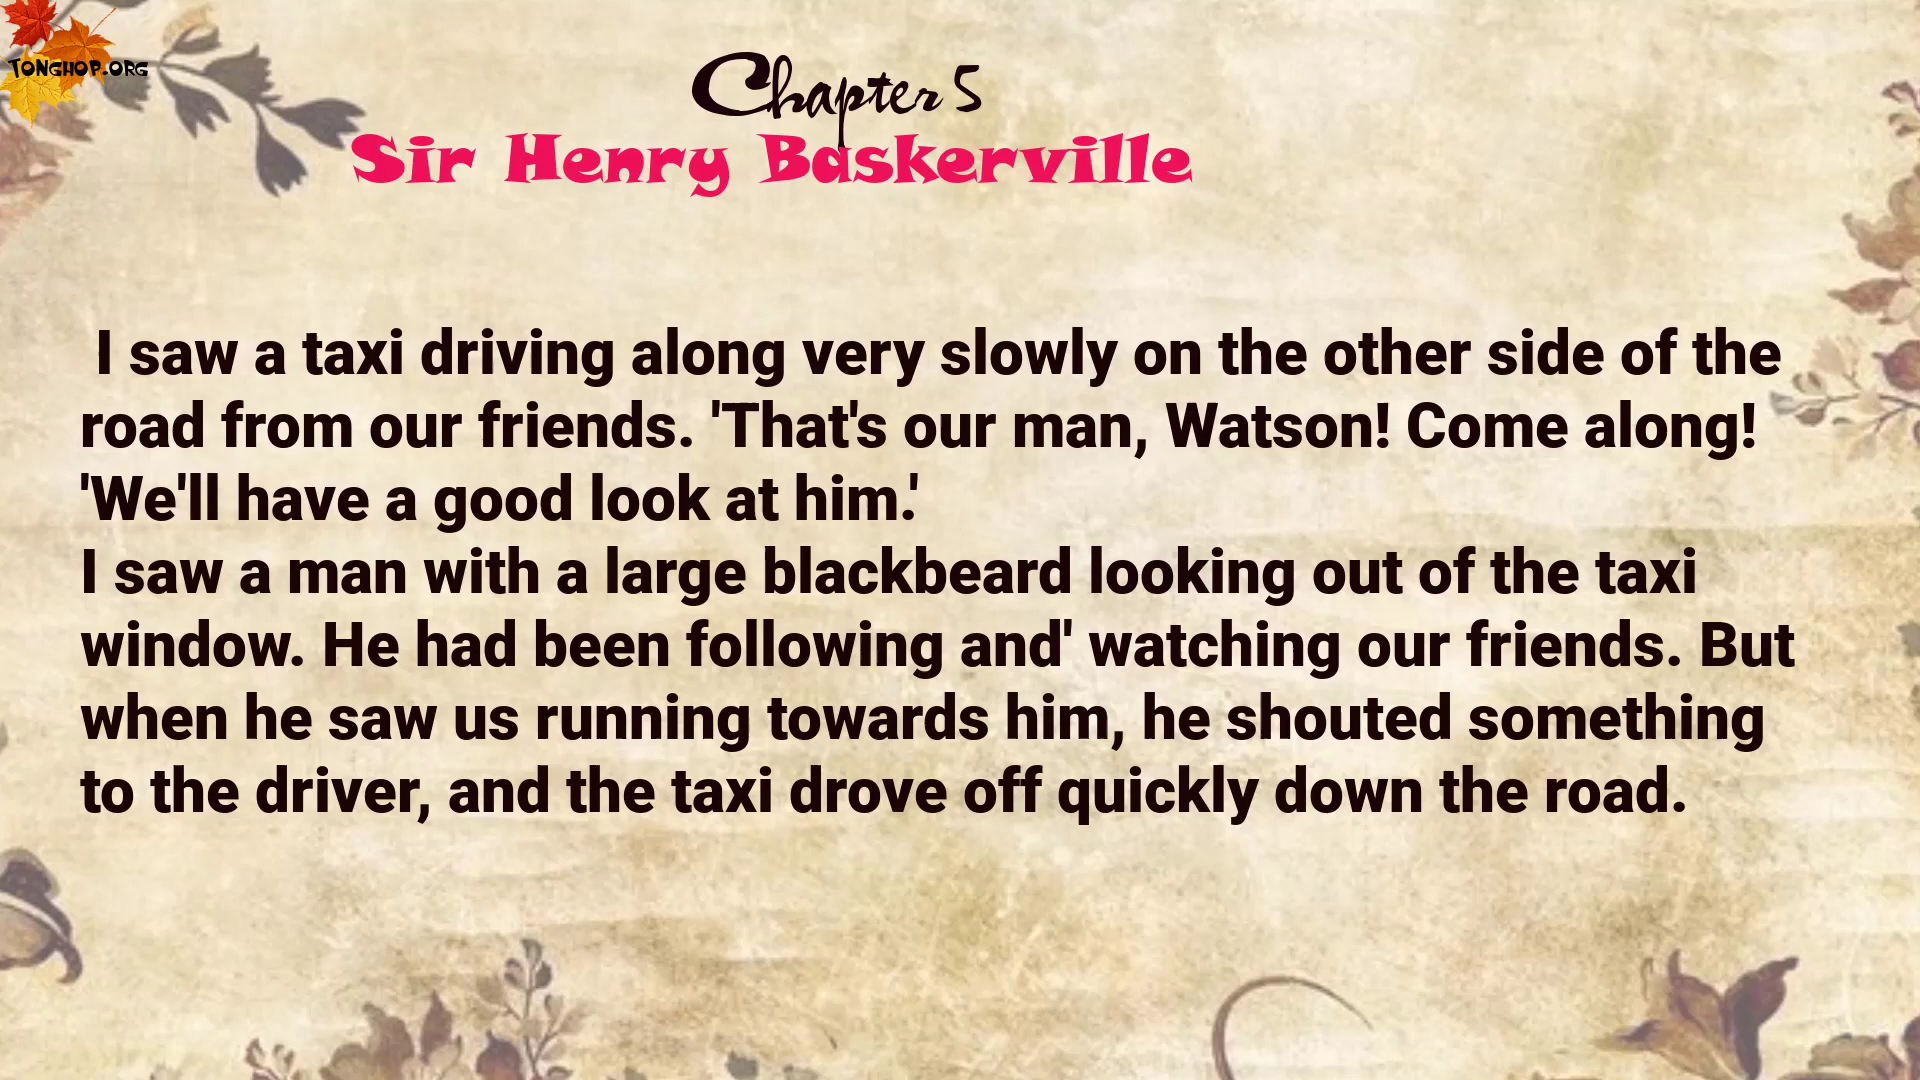 TONGHOP.ORG
Chapter 5
Sir Henry Baskerville
I saw a taxi driving along very slowly on the other side of the
road from our friends. 'That's our man, Watson! Come along!
'We'll have a good look at him.'
I saw a man with a large blackbeard looking out of the taxi
window. He had been following and' watching our friends. But
when he saw us running towards him, he shouted something
to the driver, and the taxi drove off quickly down the road.